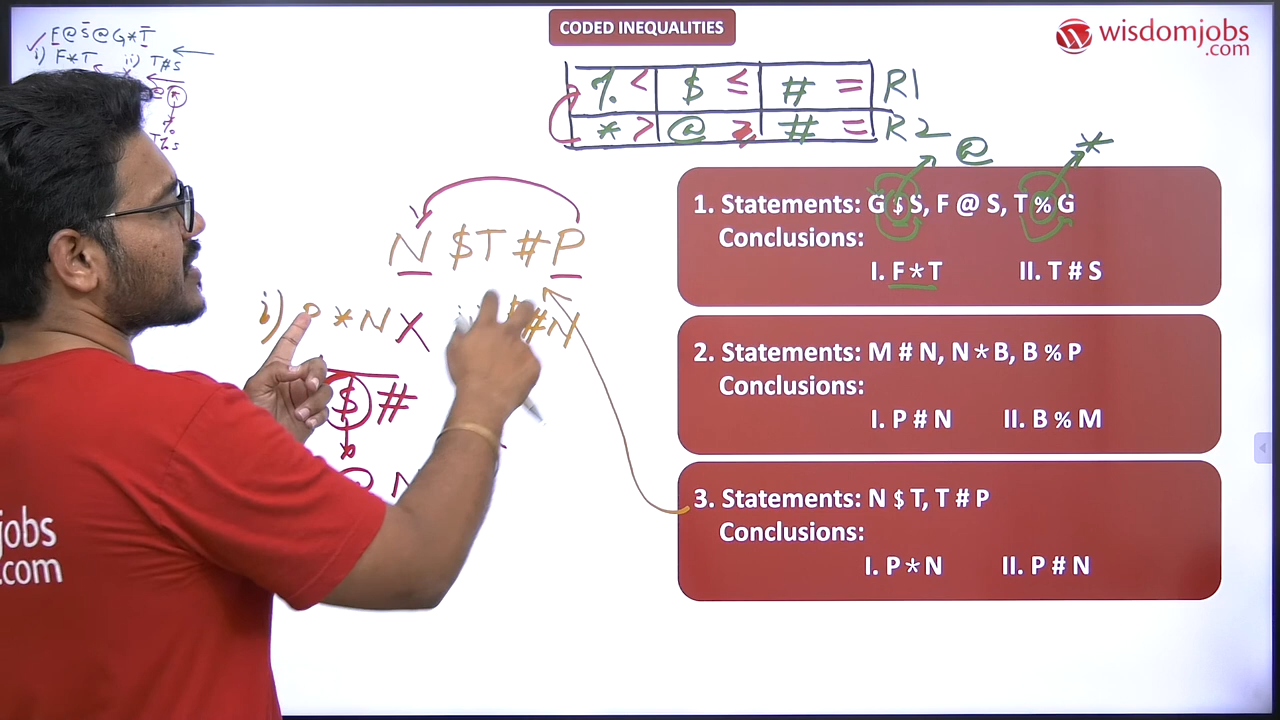 CODED INEQUALITIES
wisdomjobs
.com
F @ S @ G * T
i) F * T ii) T # S
% < $ ≤ # = R1
* > @ ≥ # = R2
@ *
1. Statements: G $ S, F @ S, T % G
Conclusions:
I. F * T II. T # S
N $ T # P
i) P * N X # N
$ #
2. Statements: M # N, N * B, B % P
Conclusions:
I. P # N II. B % M
3. Statements: N $ T, T # P
Conclusions:
I. P * N II. P # N
jobs
.com